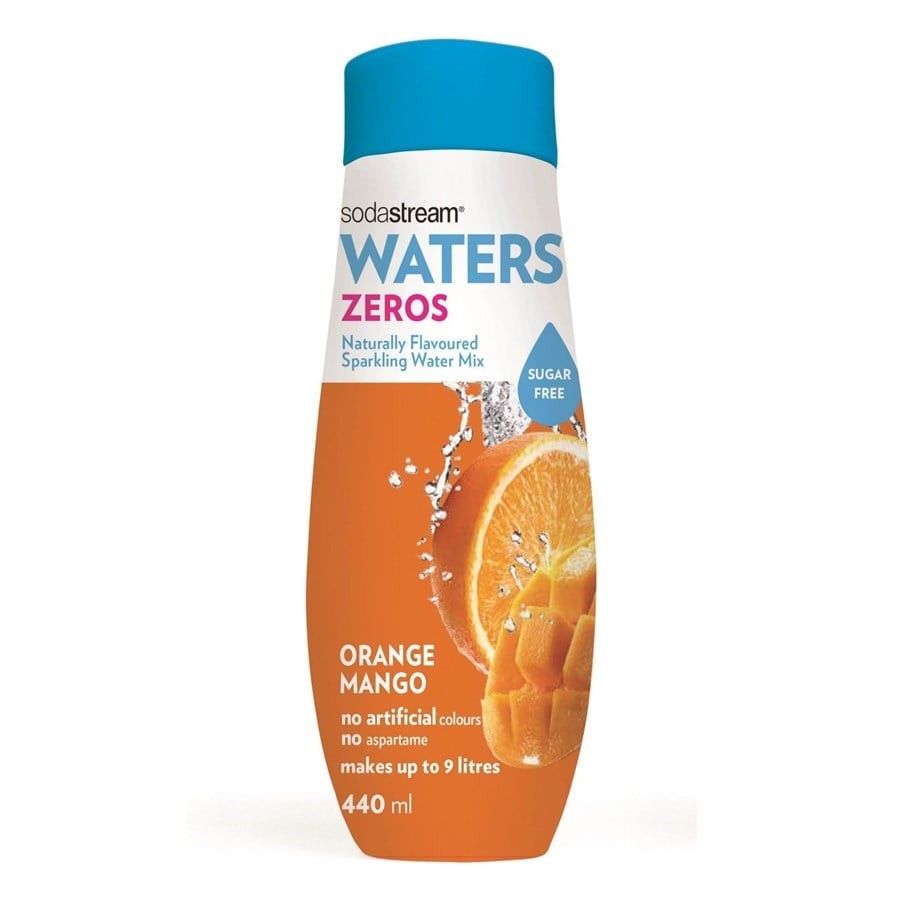 sodastream®
WATERS
ZEROS
Naturally Flavoured
Sparkling Water Mix
SUGAR
FREE
ORANGE
MANGO
no artificial colours
no aspartame
makes up to 9 litres
440 ml